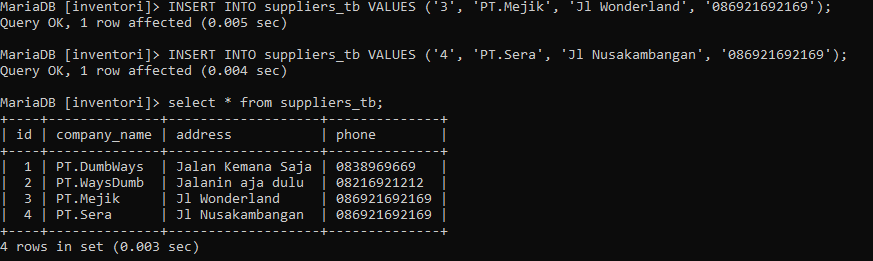 MariaDB [inventori]> INSERT INTO suppliers_tb VALUES ('3', 'PT.Mejik', 'Jl Wonderland', '086921692169');
Query OK, 1 row affected (0.005 sec)

MariaDB [inventori]> INSERT INTO suppliers_tb VALUES ('4', 'PT.Sera', 'Jl Nusakambangan', '086921692169');
Query OK, 1 row affected (0.004 sec)

MariaDB [inventori]> select * from suppliers_tb;
+----+--------------+-------------------+--------------+
| id | company_name | address           | phone        |
+----+--------------+-------------------+--------------+
|  1 | PT.DumbWays  | Jalan Kemana Saja | 0838969669   |
|  2 | PT.WaysDumb  | Jalanin aja dulu  | 08216921212  |
|  3 | PT.Mejik     | Jl Wonderland     | 086921692169 |
|  4 | PT.Sera      | Jl Nusakambangan  | 086921692169 |
+----+--------------+-------------------+--------------+
4 rows in set (0.003 sec)